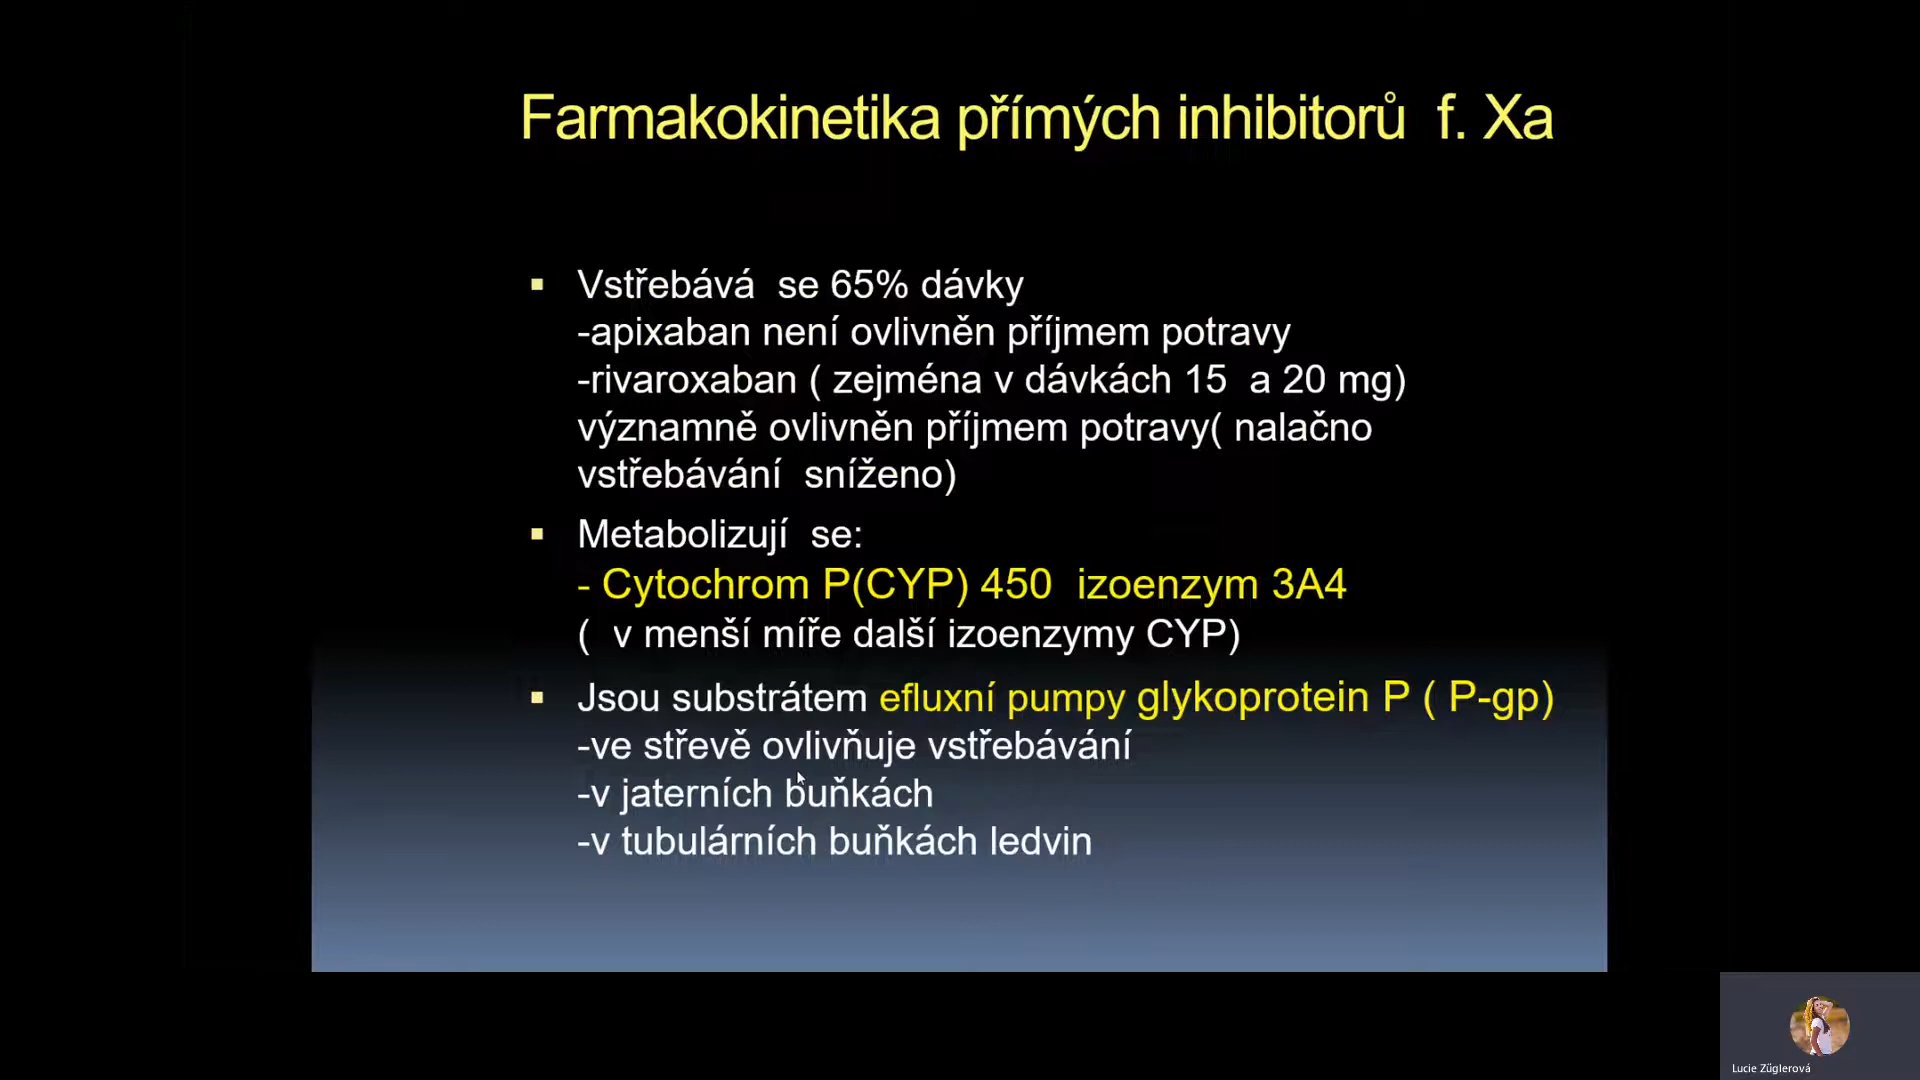 Farmakokinetika přímých inhibitorů f. Xa
▪ Vstřebává se 65% dávky
-apixaban není ovlivněn příjmem potravy
-rivaroxaban ( zejména v dávkách 15 a 20 mg)
významně ovlivněn příjmem potravy( nalačno
vstřebávání sníženo)
▪ Metabolizují se:
- Cytochrom P(CYP) 450 izoenzym 3A4
( v menší míře další izoenzymy CYP)
▪ Jsou substrátem efluxní pumpy glykoprotein P ( P-gp)
-ve střevě ovlivňuje vstřebávání
-v jaterních buňkách
-v tubulárních buňkách ledvin
Lucie Züglerová